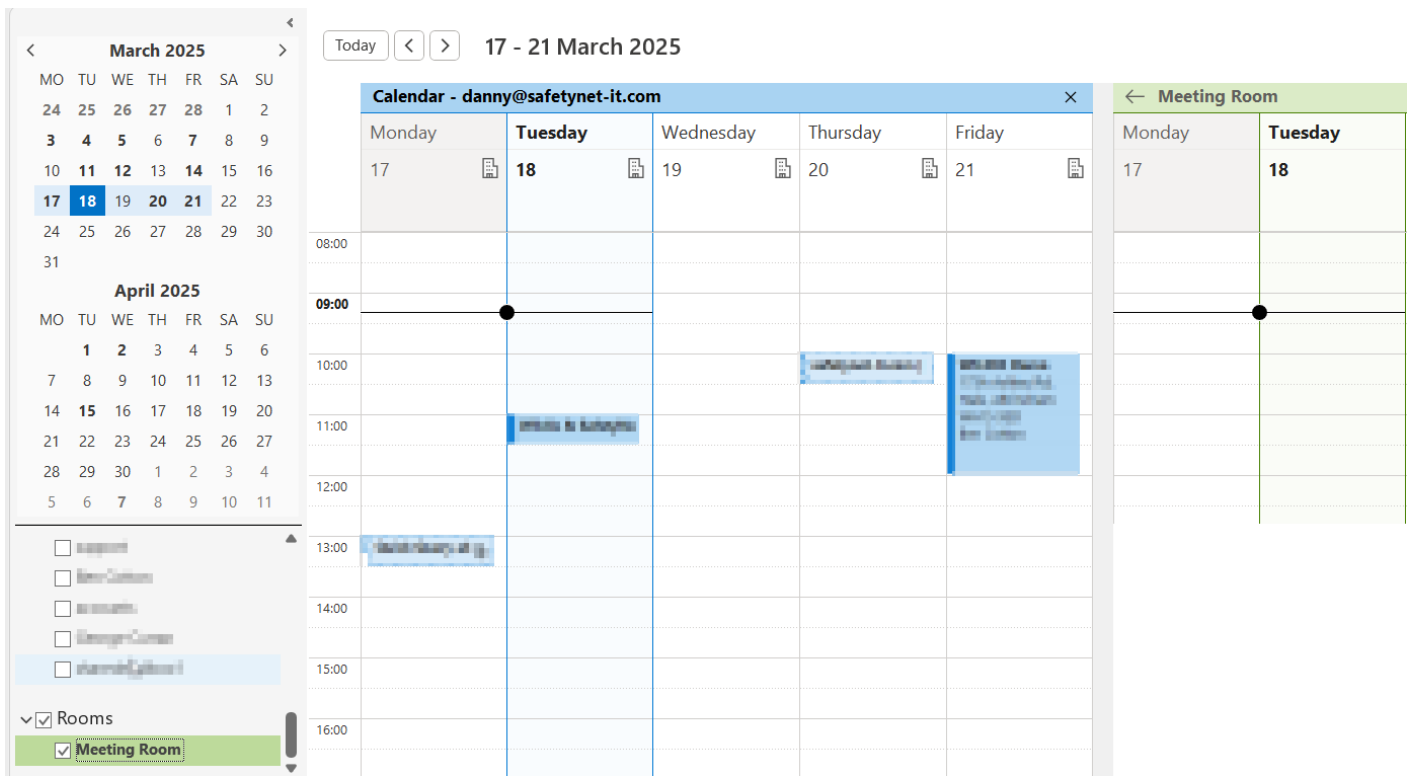 March 2025
MO TU WE TH FR SA SU
24 25 26 27 28 1 2
3 4 5 6 7 8 9
10 11 12 13 14 15 16
17 18 19 20 21 22 23
24 25 26 27 28 29 30
31
April 2025
MO TU WE TH FR SA SU
1 2 3 4 5 6
7 8 9 10 11 12 13
14 15 16 17 18 19 20
21 22 23 24 25 26 27
28 29 30 1 2 3 4
5 6 7 8 9 10 11
Rooms
Meeting Room
Today
17 - 21 March 2025
Calendar - danny@safetynet-it.com
Monday Tuesday Wednesday Thursday Friday
17 18 19 20 21
08:00
09:00
10:00
11:00
12:00
13:00
14:00
15:00
16:00
Meeting Room
Monday Tuesday
17 18